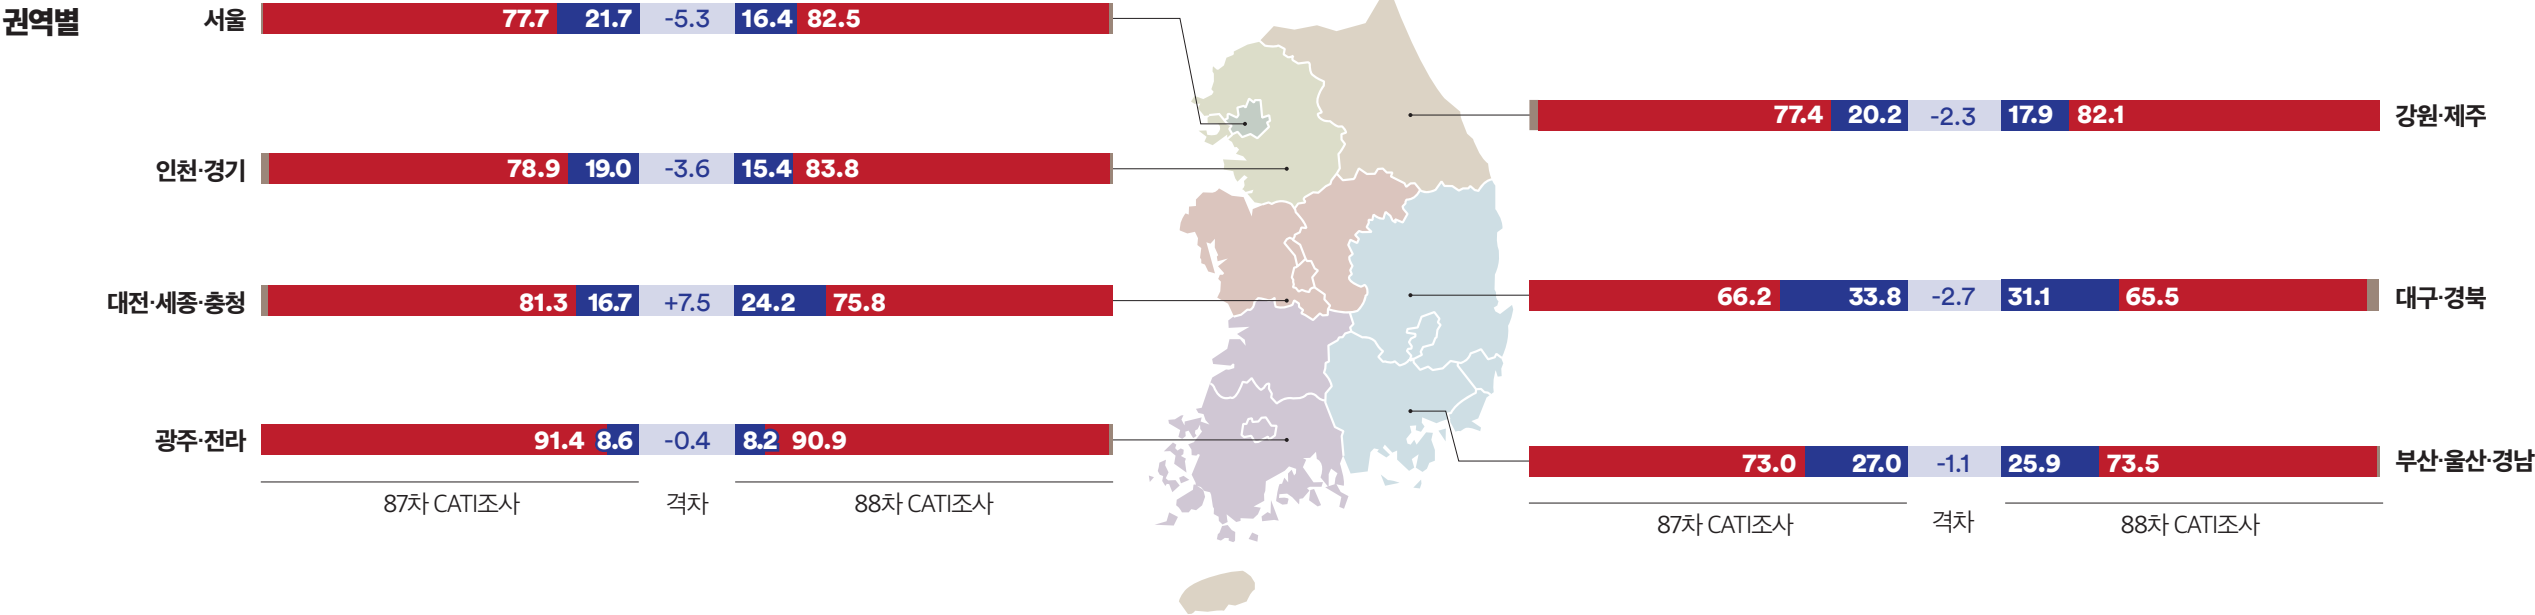 권역별
서울 77.7 21.7 -5.3 16.4 82.5
인천·경기 78.9 19.0 -3.6 15.4 83.8
대전·세종·충청 81.3 16.7 +7.5 24.2 75.8
광주·전라 91.4 8.6 -0.4 8.2 90.9
87차 CATI조사 격차 88차 CATI조사
77.4 20.2 -2.3 17.9 82.1 강원·제주
66.2 33.8 -2.7 31.1 65.5 대구·경북
73.0 27.0 -1.1 25.9 73.5 부산·울산·경남
87차 CATI조사 격차 88차 CATI조사